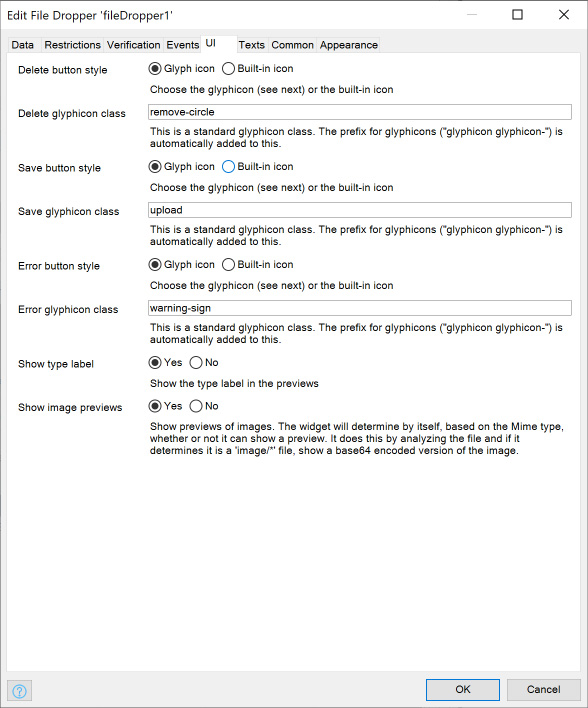 Edit File Dropper 'fileDropper1'
Data Restrictions Verification Events UI Texts Common Appearance
Delete button style Glyph icon Built-in icon
Choose the glyphicon (see next) or the built-in icon
Delete glyphicon class remove-circle
This is a standard glyphicon class. The prefix for glyphicons ("glyphicon glyphicon-") is
automatically added to this.
Save button style Glyph icon Built-in icon
Choose the glyphicon (see next) or the built-in icon
Save glyphicon class upload
This is a standard glyphicon class. The prefix for glyphicons ("glyphicon glyphicon-") is
automatically added to this.
Error button style Glyph icon Built-in icon
Choose the glyphicon (see next) or the built-in icon
Error glyphicon class warning-sign
This is a standard glyphicon class. The prefix for glyphicons ("glyphicon glyphicon-") is
automatically added to this.
Show type label Yes No
Show the type label in the previews
Show image previews Yes No
Show previews of images. The widget will determine by itself, based on the Mime type,
whether or not it can show a preview. It does this by analyzing the file and if it
determines it is a 'image/*' file, show a base64 encoded version of the image.
? OK Cancel